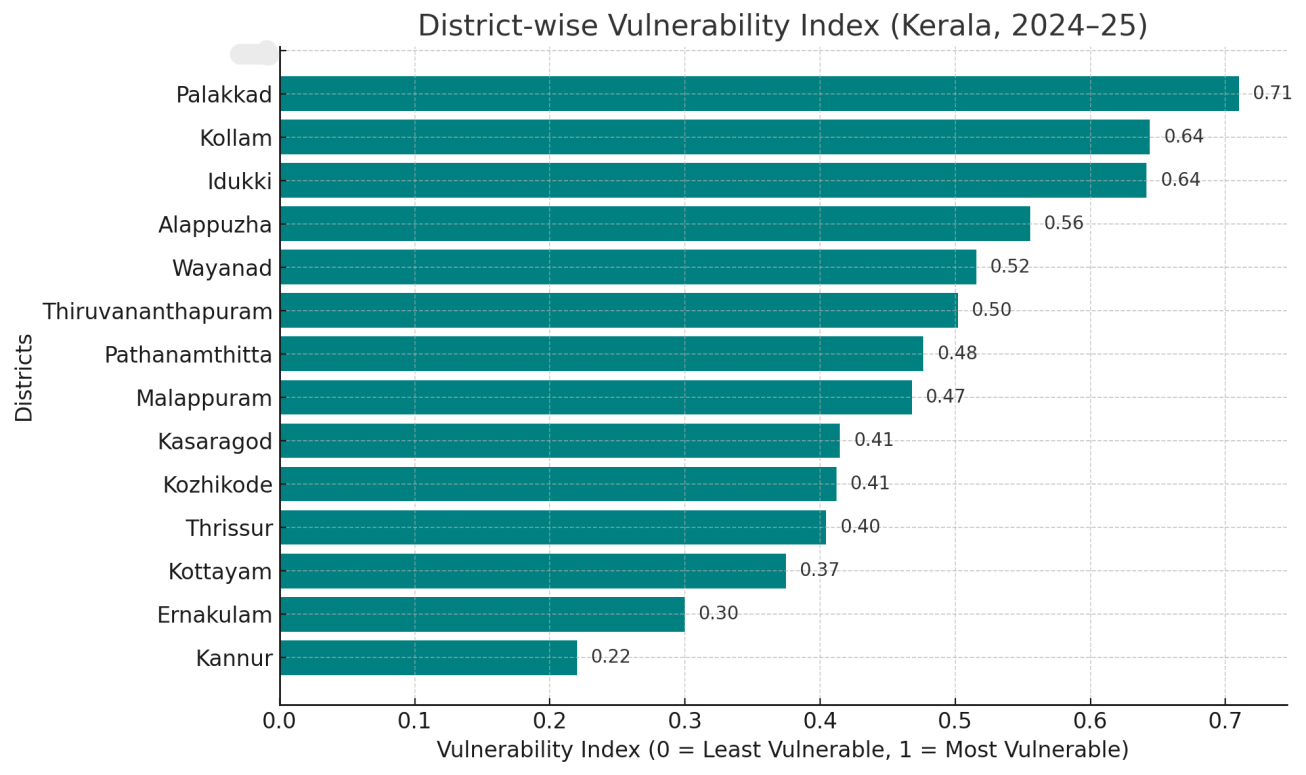 District-wise Vulnerability Index (Kerala, 2024–25)
Palakkad 0.71
Kollam 0.64
Idukki 0.64
Alappuzha 0.56
Wayanad 0.52
Thiruvananthapuram 0.50
Pathanamthitta 0.48
Malappuram 0.47
Kasaragod 0.41
Kozhikode 0.41
Thrissur 0.40
Kottayam 0.37
Ernakulam 0.30
Kannur 0.22
Districts
0.0 0.1 0.2 0.3 0.4 0.5 0.6 0.7
Vulnerability Index (0 = Least Vulnerable, 1 = Most Vulnerable)